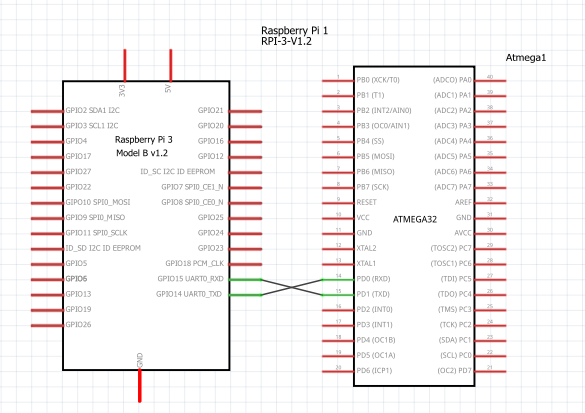 Raspberry Pi 1
RPI-3-V1.2
Atmega1
3V3
5V
GPIO2 SDA1 I2C
GPIO3 SCL1 I2C
GPIO4
GPIO17
GPIO27
GPIO22
GPIO10 SPI0_MOSI
GPIO9 SPI0_MISO
GPIO11 SPI0_SCLK
ID_SD I2C ID EEPROM
GPIO5
GPIO6
GPIO13
GPIO19
GPIO26
Raspberry Pi 3
Model B v1.2
GPIO21
GPIO20
GPIO16
GPIO12
ID_SC I2C ID EEPROM
GPIO7 SPI0_CE1_N
GPIO8 SPI0_CE0_N
GPIO25
GPIO24
GPIO23
GPIO18 PCM_CLK
GPIO15 UART0_RXD
GPIO14 UART0_TXD
GND
1 PB0 (XCK/T0)
2 PB1 (T1)
3 PB2 (INT2/AIN0)
4 PB3 (OC0/AIN1)
5 PB4 (SS)
6 PB5 (MOSI)
7 PB6 (MISO)
8 PB7 (SCK)
9 RESET
10 VCC
11 GND
12 XTAL2
13 XTAL1
14 PD0 (RXD)
15 PD1 (TXD)
16 PD2 (INT0)
17 PD3 (INT1)
18 PD4 (OC1B)
19 PD5 (OC1A)
20 PD6 (ICP1)
ATMEGA32
(ADC0) PA0 40
(ADC1) PA1 39
(ADC2) PA2 38
(ADC3) PA3 37
(ADC4) PA4 36
(ADC5) PA5 35
(ADC6) PA6 34
(ADC7) PA7 33
AREF 32
GND 31
AVCC 30
(TOSC2) PC7 29
(TOSC1) PC6 28
(TDI) PC5 27
(TDO) PC4 26
(TMS) PC3 25
(TCK) PC2 24
(SDA) PC1 23
(SCL) PC0 22
(OC2) PD7 21